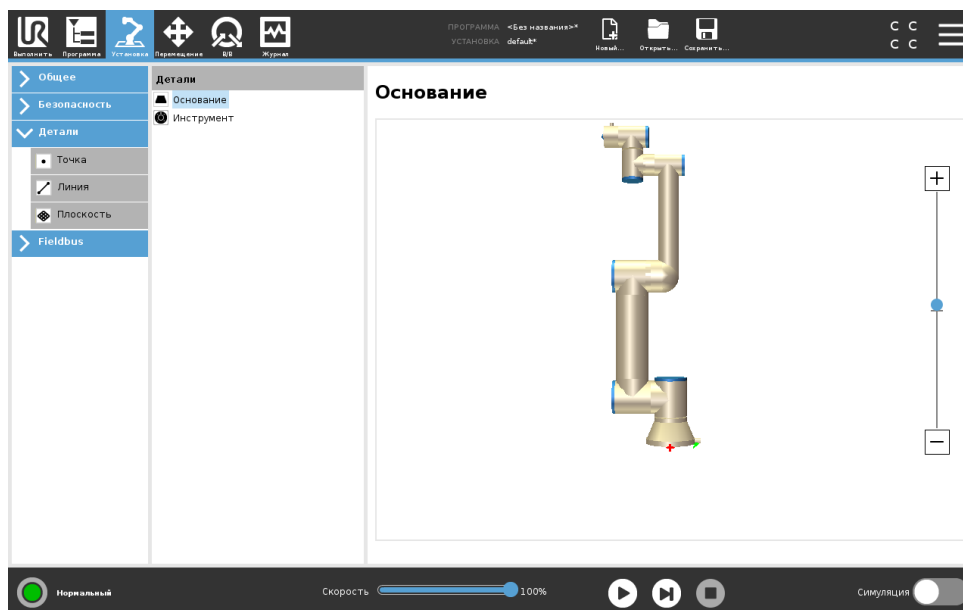 ПРОГРАММА <Без названия>*
УСТАНОВКА default*
Выполнить Программа Установка Перемещение В/В Журнал
Новый... Открыть... Сохранить...
C C
C C
Общее
Безопасность
Детали
Точка
Линия
Плоскость
Fieldbus
Детали
Основание
Инструмент
Основание
Нормальный
Скорость 100%
Симуляция